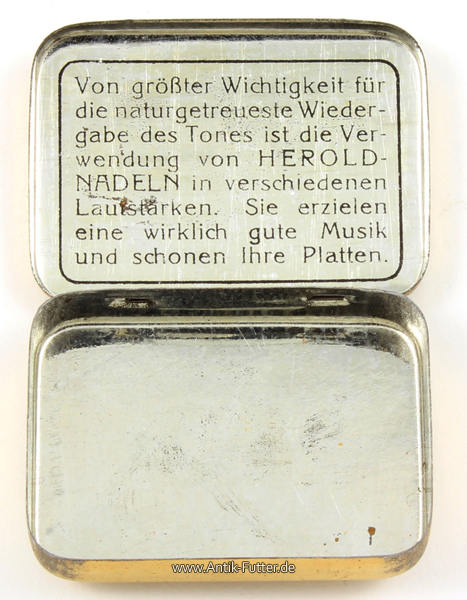 Von größter Wichtigkeit für
die naturgetreueste Wieder-
gabe des Tones ist die Ver-
wendung von HEROLD-
NADELN in verschiedenen
Lautstärken. Sie erzielen
eine wirklich gute Musik
und schonen Ihre Platten.
www.Antik-Futter.de